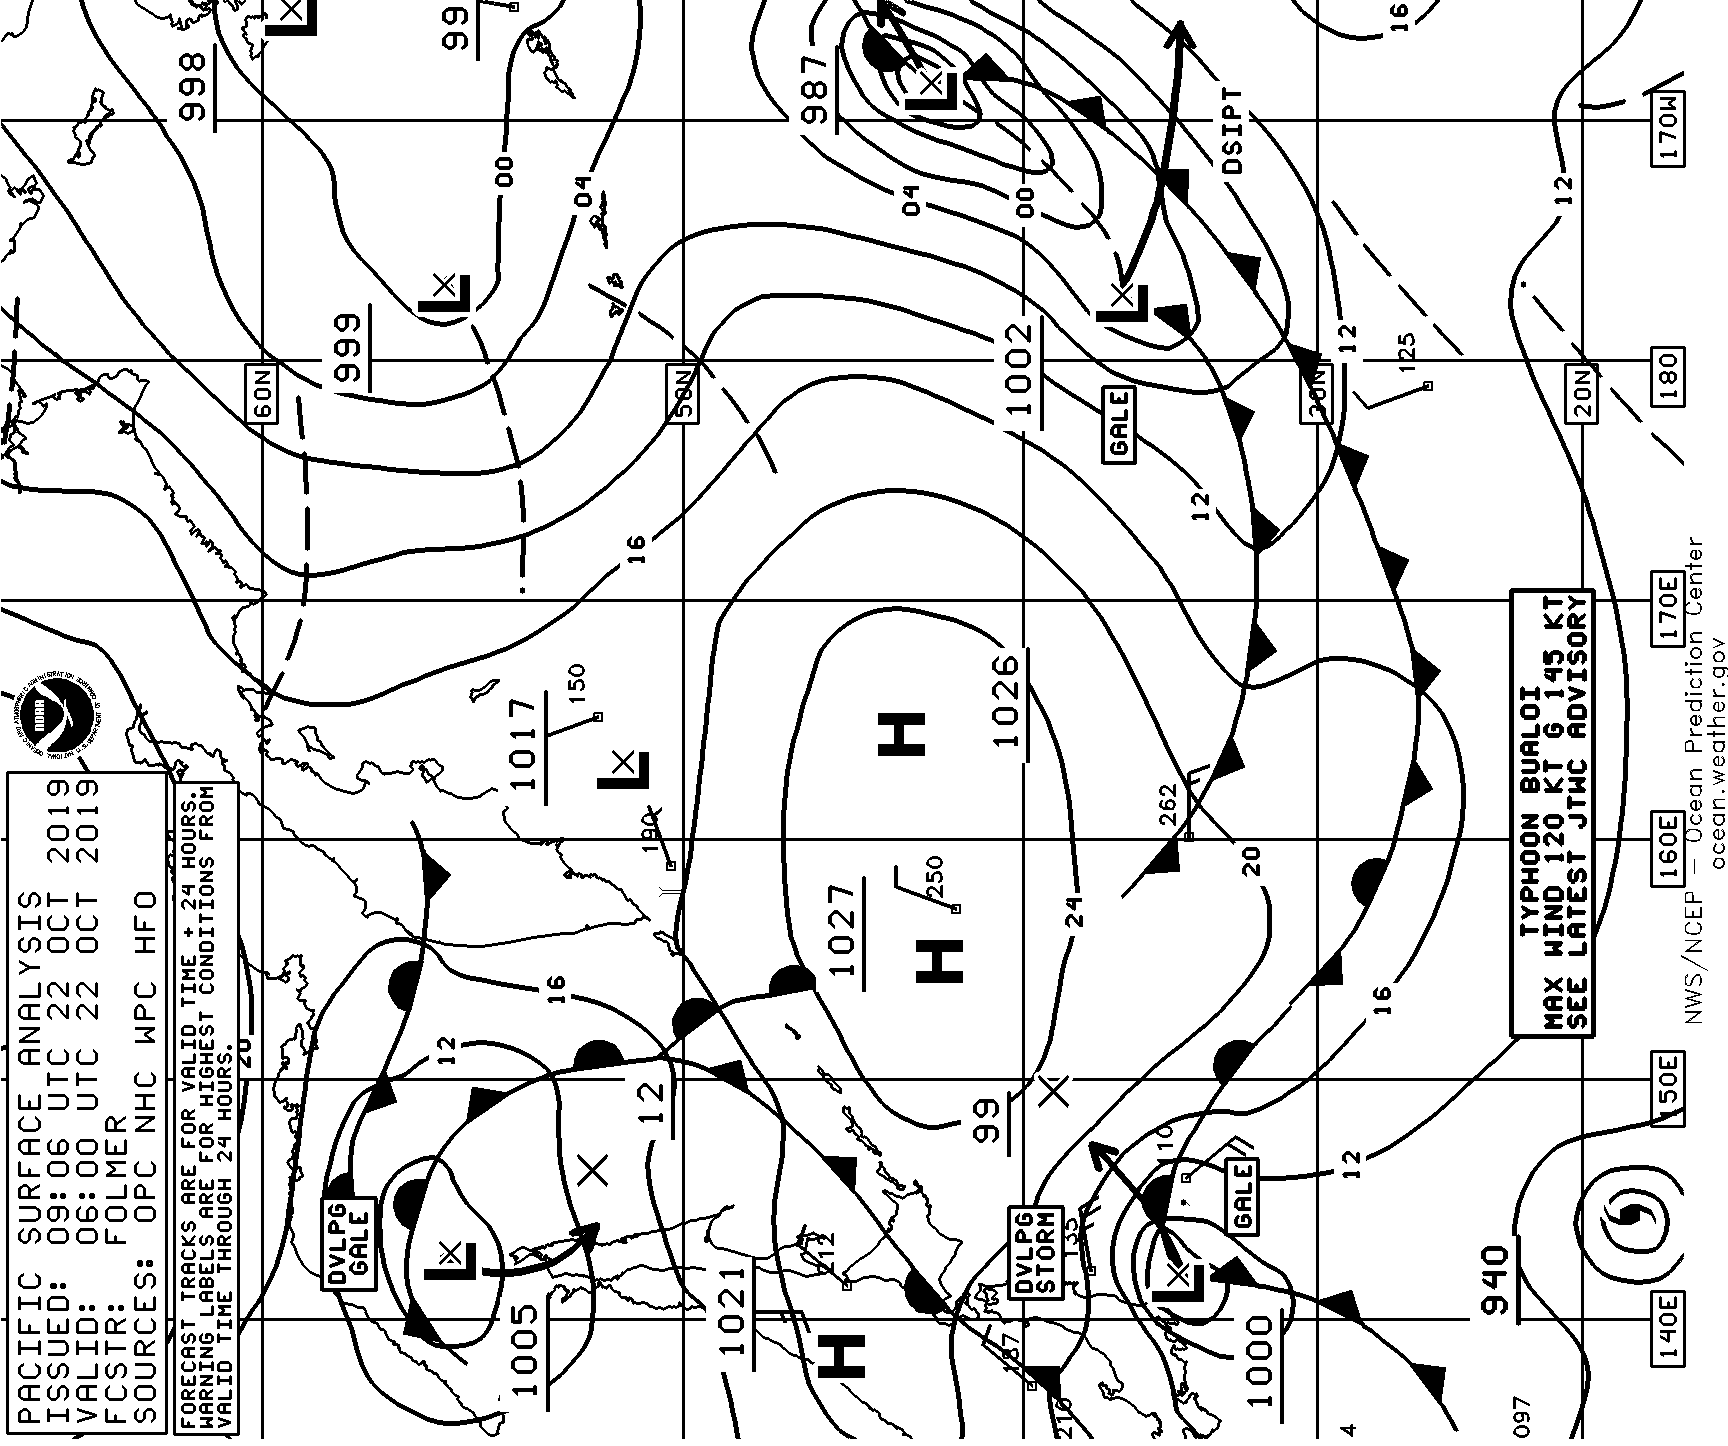 PACIFIC SURFACE ANALYSIS
ISSUED: 09:06 UTC 22 OCT 2019
VALID: 06:00 UTC 22 OCT 2019
FCSTR: FOLMER
SOURCES: OPC NHC WPC HFO
FORECAST TRACKS ARE FOR VALID TIME + 24 HOURS.
WARNING LABELS ARE FOR HIGHEST CONDITIONS FROM
VALID TIME THROUGH 24 HOURS.
20
998
99
L
L
999
60N
00
04
L
987
04
00
L
1002
DSIPT
GALE
12
12
125
12
16
170W
180
170E
160E
150E
140E
50N
30N
20N
16
1017
150
L
190
H
1026
262
1027
H
250
24
20
16
16
12
12
DVLPG
GALE
L
1005
12
1021
H
212
99
DVLPG
STORM
135
110
GALE
12
L
1000
187
210
4
097
940
TYPHOON BUALOI
MAX WIND 120 KT G 145 KT
SEE LATEST JTWC ADVISORY
NWS/NCEP – Ocean Prediction Center
ocean.weather.gov